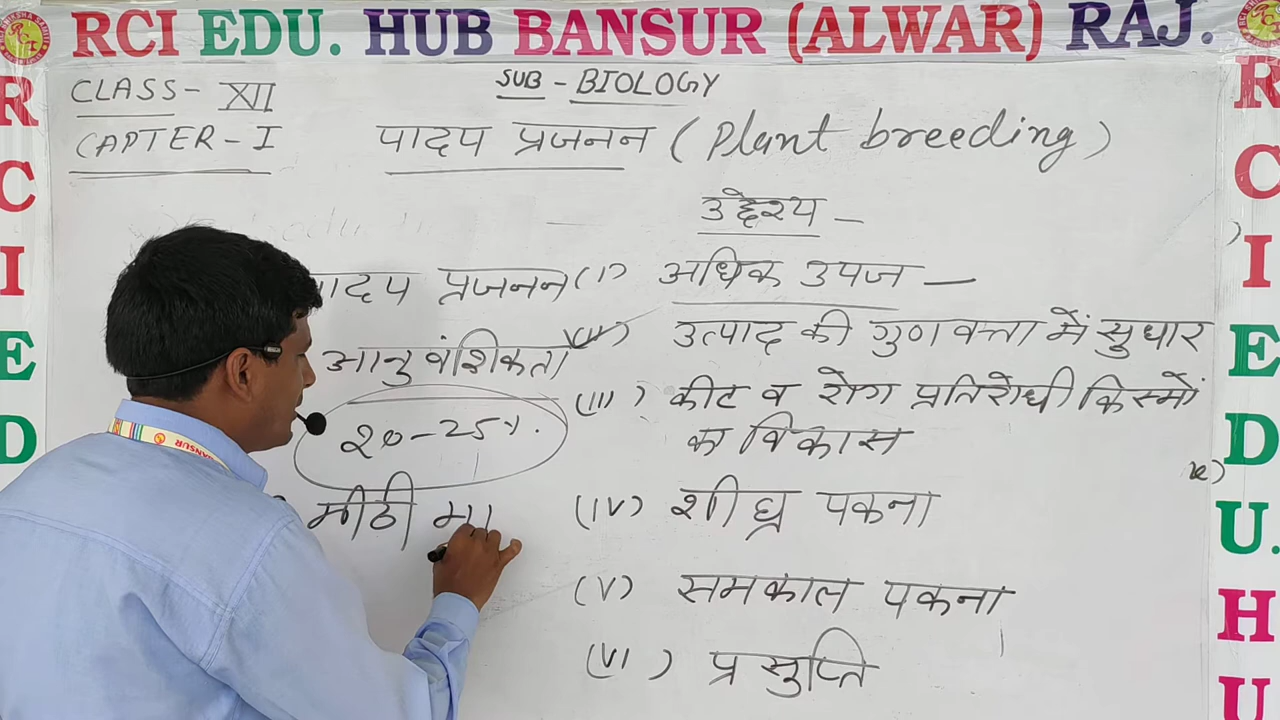 RCI EDU. HUB BANSUR (ALWAR) RAJ.
CLASS- XII
SUB - BIOLOGY
CAPTER - I
पादप प्रजनन (Plant breeding)
उद्देश्य -
पादप प्रजनन
(I) अधिक उपज -
आनुवंशिकता
(II) उत्पाद की गुणवत्ता में सुधार
(III) कीट व रोग प्रतिरोधी किस्मों
का विकास
20-25%.
मीठी मा
(IV) शीघ्र पकना
(V) समकाल पकना
(VI) प्रसुप्ति
R C I E D
R C I E D U. H U